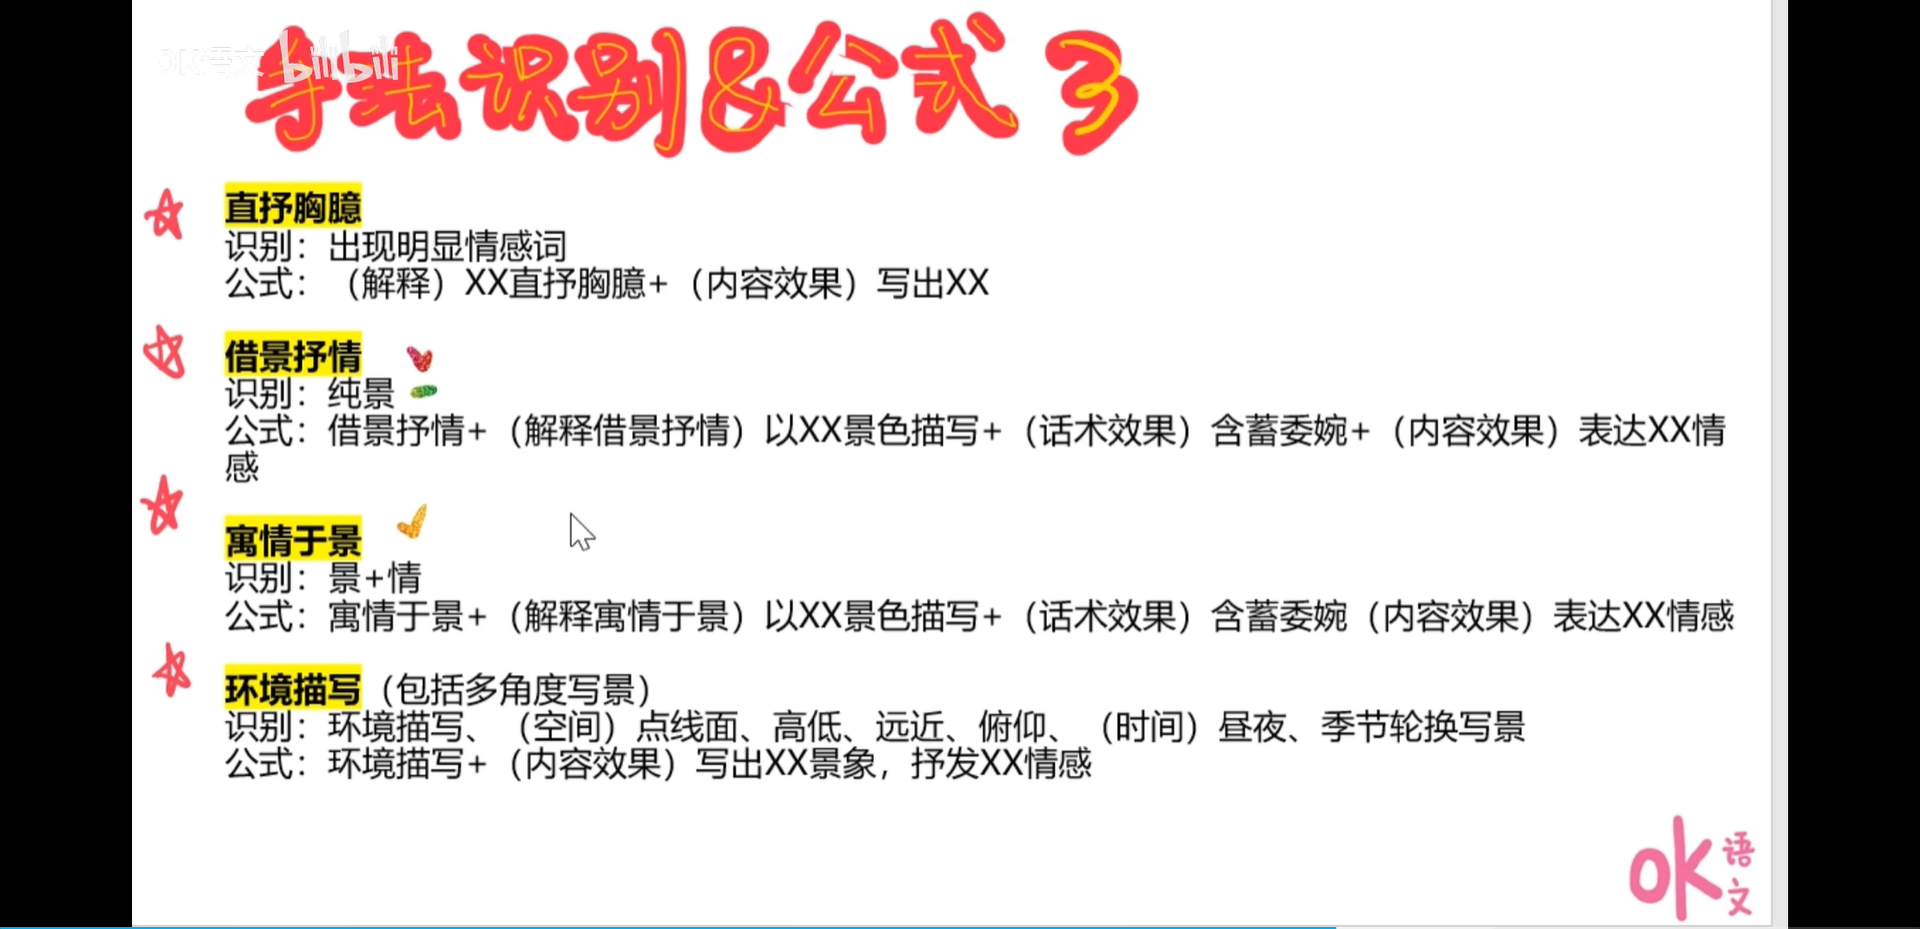 OK语文 bilibili
手法识别&公式 3
直抒胸臆
识别：出现明显情感词
公式：（解释）XX直抒胸臆+（内容效果）写出XX
借景抒情
识别：纯景
公式：借景抒情+（解释借景抒情）以XX景色描写+（话术效果）含蓄委婉+（内容效果）表达XX情
感
寓情于景
识别：景+情
公式：寓情于景+（解释寓情于景）以XX景色描写+（话术效果）含蓄委婉（内容效果）表达XX情感
环境描写（包括多角度写景）
识别：环境描写、（空间）点线面、高低、远近、俯仰、（时间）昼夜、季节轮换写景
公式：环境描写+（内容效果）写出XX景象，抒发XX情感
OK语文